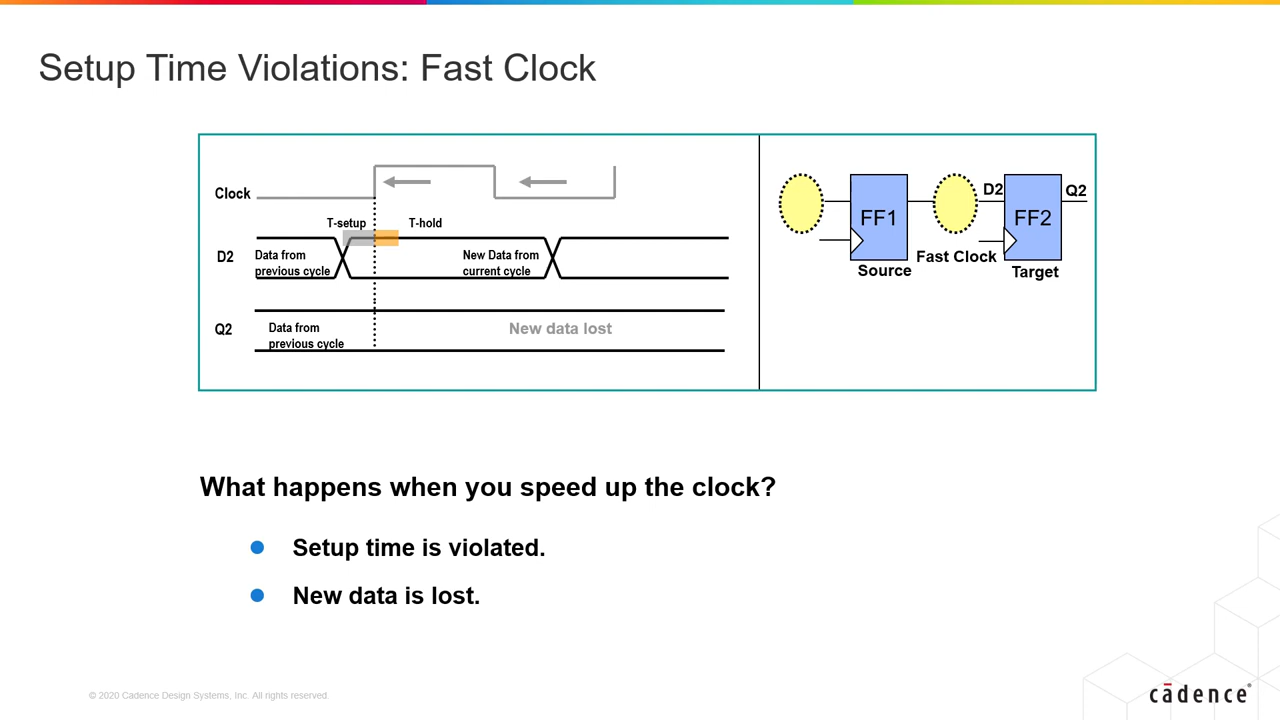 Setup Time Violations: Fast Clock
Clock
T-setup
T-hold
D2
Data from
previous cycle
New Data from
current cycle
Q2
Data from
previous cycle
New data lost
FF1
D2
FF2
Q2
Source
Fast Clock
Target
What happens when you speed up the clock?
Setup time is violated.
New data is lost.
© 2020 Cadence Design Systems, Inc. All rights reserved.
cādence®